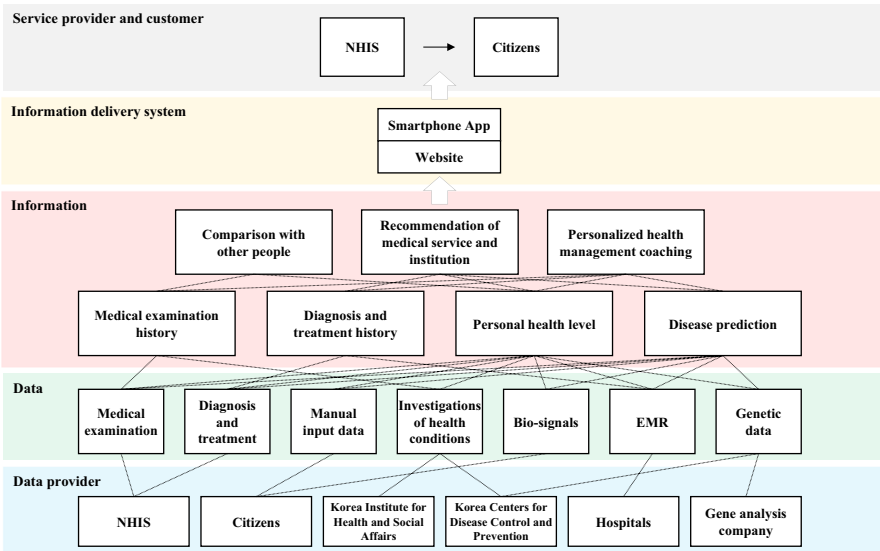 Service provider and customer
NHIS
Citizens
Information delivery system
Smartphone App
Website
Information
Comparison with
other people
Recommendation of
medical service and
institution
Personalized health
management coaching
Medical examination
history
Diagnosis and
treatment history
Personal health level
Disease prediction
Data
Medical
examination
Diagnosis
and
treatment
Manual
input data
Investigations
of health
conditions
Bio-signals
EMR
Genetic
data
Data provider
NHIS
Citizens
Korea Institute for
Health and Social
Affairs
Korea Centers for
Disease Control and
Prevention
Hospitals
Gene analysis
company